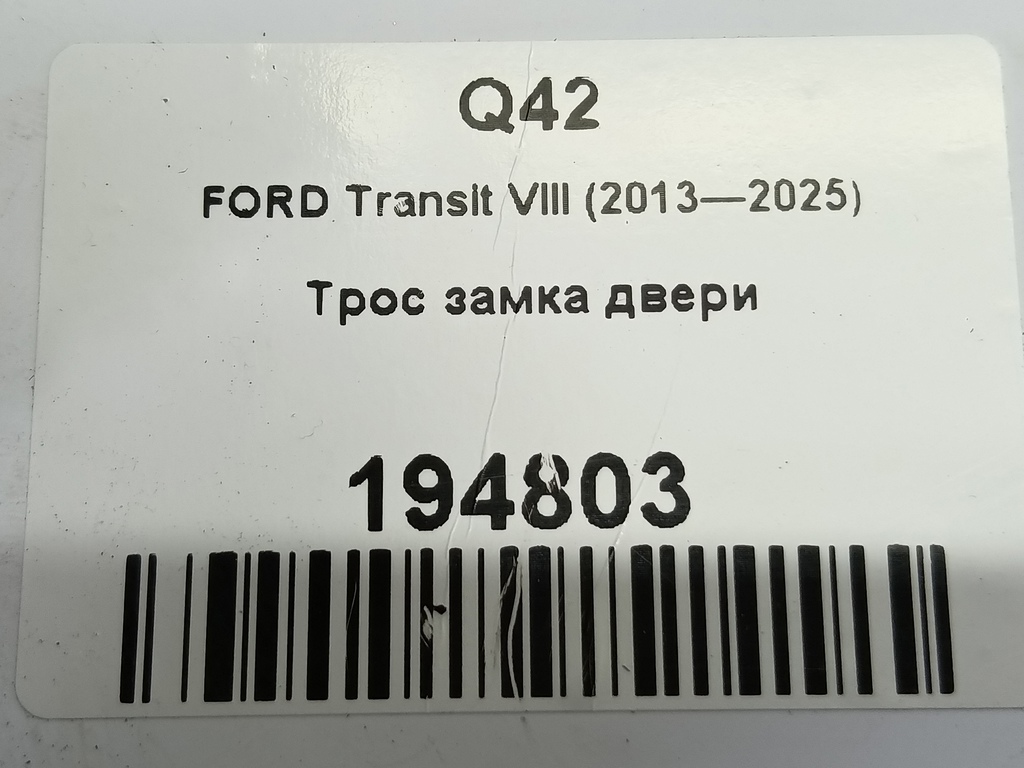 Q42
FORD Transit VIII (2013—2025)
Трос замка двери
194803